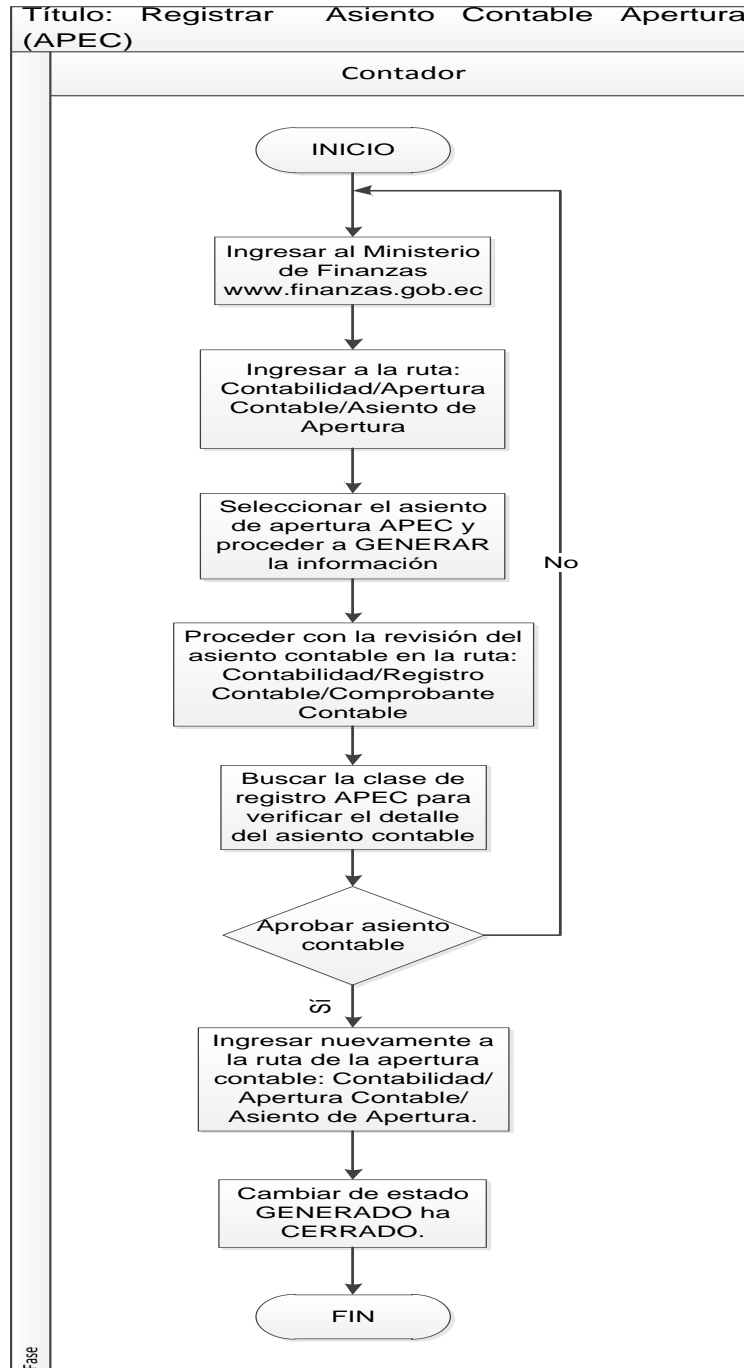 Título: Registrar Asiento Contable Apertura
(APEC)
Contador
INICIO
Ingresar al Ministerio
de Finanzas
www.finanzas.gob.ec
Ingresar a la ruta:
Contabilidad/Apertura
Contable/Asiento de
Apertura
Seleccionar el asiento
de apertura APEC y
proceder a GENERAR
la información
No
Proceder con la revisión del
asiento contable en la ruta:
Contabilidad/Registro
Contable/Comprobante
Contable
Buscar la clase de
registro APEC para
verificar el detalle
del asiento contable
Aprobar asiento
contable
Sí
Ingresar nuevamente a
la ruta de la apertura
contable: Contabilidad/
Apertura Contable/
Asiento de Apertura.
Cambiar de estado
GENERADO ha
CERRADO.
FIN
Fase